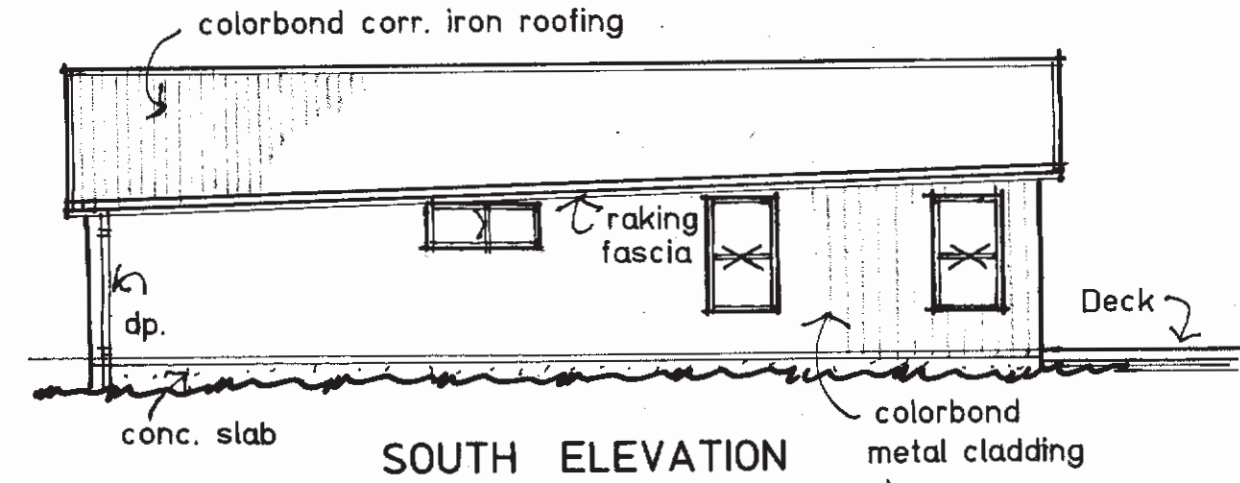 colorbond corr. iron roofing
raking
fascia
dp.
Deck
conc. slab
colorbond
metal cladding
SOUTH ELEVATION